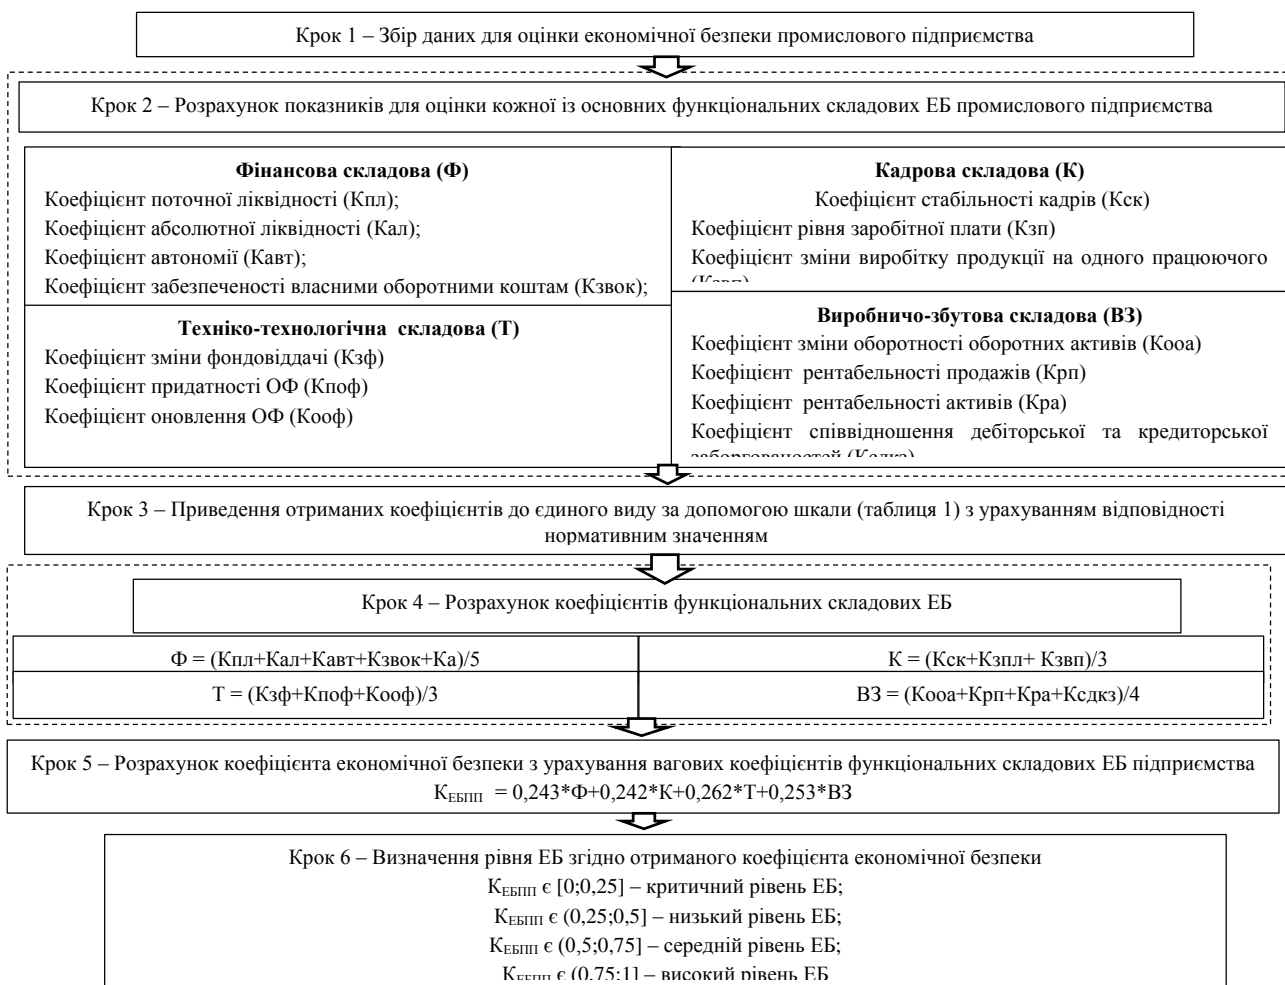 Крок 1 – Збір даних для оцінки економічної безпеки промислового підприємства
Крок 2 – Розрахунок показників для оцінки кожної із основних функціональних складових ЕБ промислового підприємства
Фінансова складова (Ф)
Коефіцієнт поточної ліквідності (Кпл);
Коефіцієнт абсолютної ліквідності (Кал);
Коефіцієнт автономії (Кавт);
Коефіцієнт забезпеченості власними оборотними коштам (Кзвок);
Кадрова складова (К)
Коефіцієнт стабільності кадрів (Кск)
Коефіцієнт рівня заробітної плати (Кзп)
Коефіцієнт зміни виробітку продукції на одного працюючого
(Кзвп)
Техніко-технологічна складова (Т)
Коефіцієнт зміни фондовіддачі (Кзф)
Коефіцієнт придатності ОФ (Кпоф)
Коефіцієнт оновлення ОФ (Кооф)
Виробничо-збутова складова (ВЗ)
Коефіцієнт зміни оборотності оборотних активів (Кооа)
Коефіцієнт рентабельності продажів (Крп)
Коефіцієнт рентабельності активів (Кра)
Коефіцієнт співвідношення дебіторської та кредиторської
заборгованостей (Ксдкз)
Крок 3 – Приведення отриманих коефіцієнтів до єдиного виду за допомогою шкали (таблиця 1) з урахуванням відповідності
нормативним значенням
Крок 4 – Розрахунок коефіцієнтів функціональних складових ЕБ
Ф = (Кпл+Кал+Кавт+Кзвок+Ка)/5
К = (Кск+Кзпл+ Кзвп)/3
Т = (Кзф+Кпоф+Кооф)/3
ВЗ = (Кооа+Крп+Кра+Ксдкз)/4
Крок 5 – Розрахунок коефіцієнта економічної безпеки з урахування вагових коефіцієнтів функціональних складових ЕБ підприємства
КЕБПП = 0,243*Ф+0,242*К+0,262*Т+0,253*ВЗ
Крок 6 – Визначення рівня ЕБ згідно отриманого коефіцієнта економічної безпеки
КЕБПП є [0;0,25] – критичний рівень ЕБ;
КЕБПП є (0,25;0,5] – низький рівень ЕБ;
КЕБПП є (0,5;0,75] – середній рівень ЕБ;
КЕБПП є (0,75;1] – високий рівень ЕБ